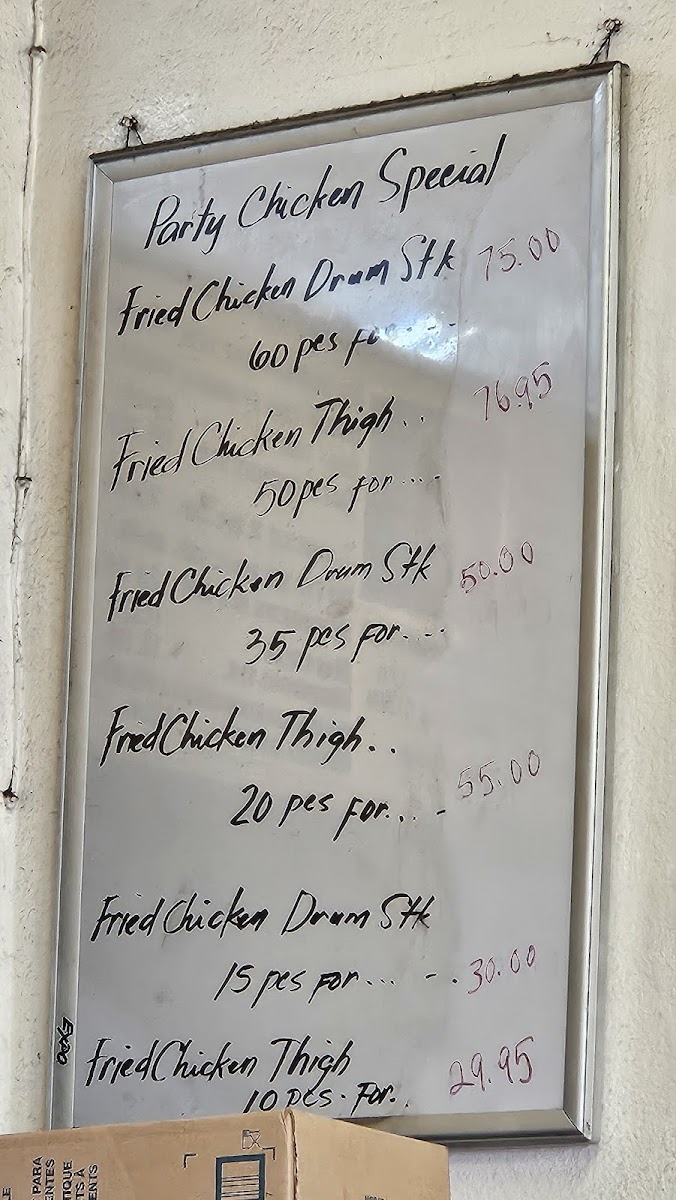 Party Chicken Special
Fried Chicken Drum Stk 75.00
60 pcs for....
Fried Chicken Thigh.. 76.95
50 pcs for.....
Fried Chicken Drum Stk 50.00
35 pcs for....
Fried Chicken Thigh..
20 pcs for... - 55.00
Fried Chicken Drum Stk
15 pcs for... - . 30.00
Fried Chicken Thigh 29.95
10 pcs. for.
EXPO
PARA